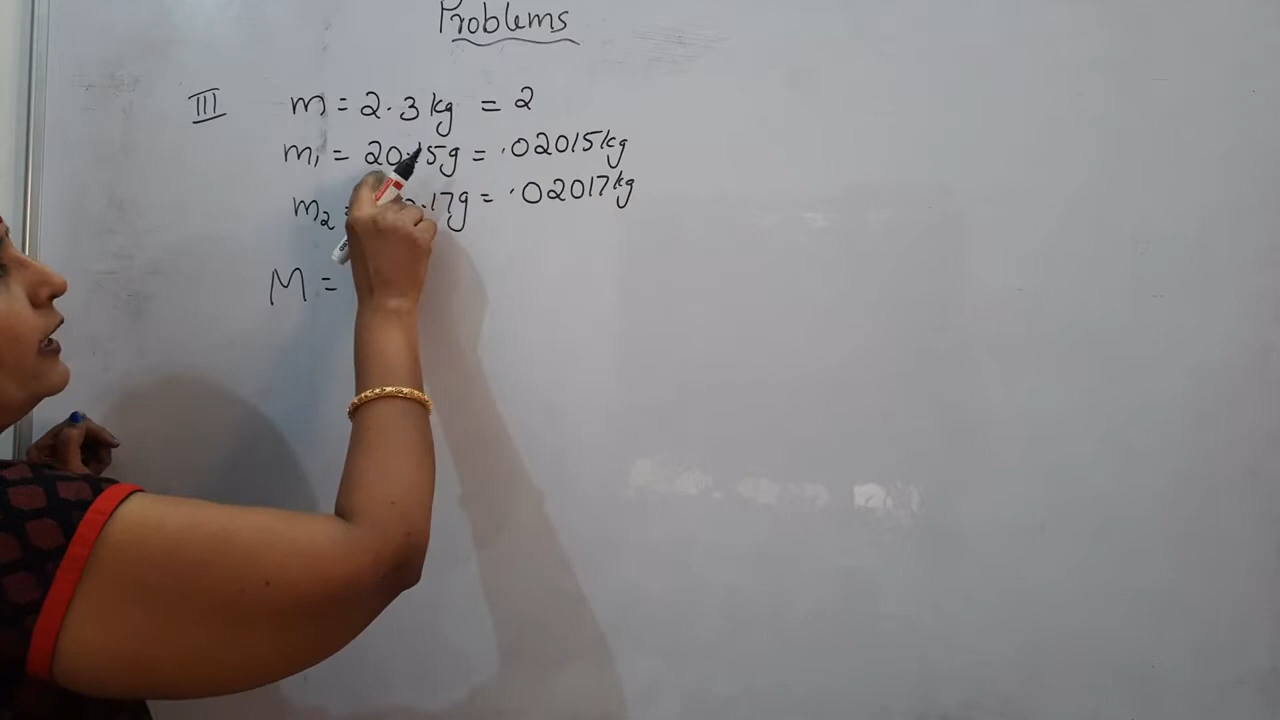 Problems
III m = 2.3 kg = 2
m₁ = 20.15g = .02015kg
m₂ = .17g = .02017kg
M =